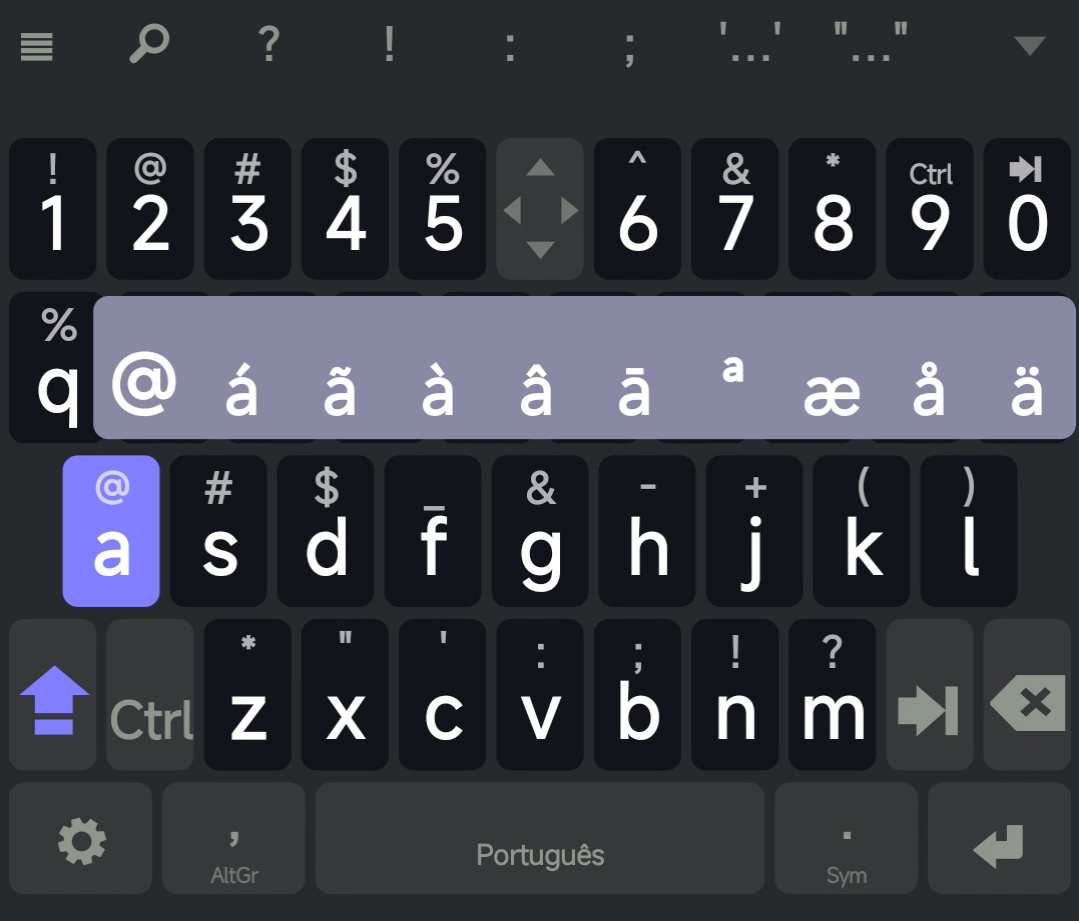 ? ! : ; '...' "..."
! @ # $ % ^ & * Ctrl
1 2 3 4 5 6 7 8 9 0
%
q @ á ã à â ā ª æ å ä
@ # $ _ & - + ( )
a s d f g h j k l
* " ' : ; ! ?
Ctrl z x c v b n m
, Português .
AltGr Sym